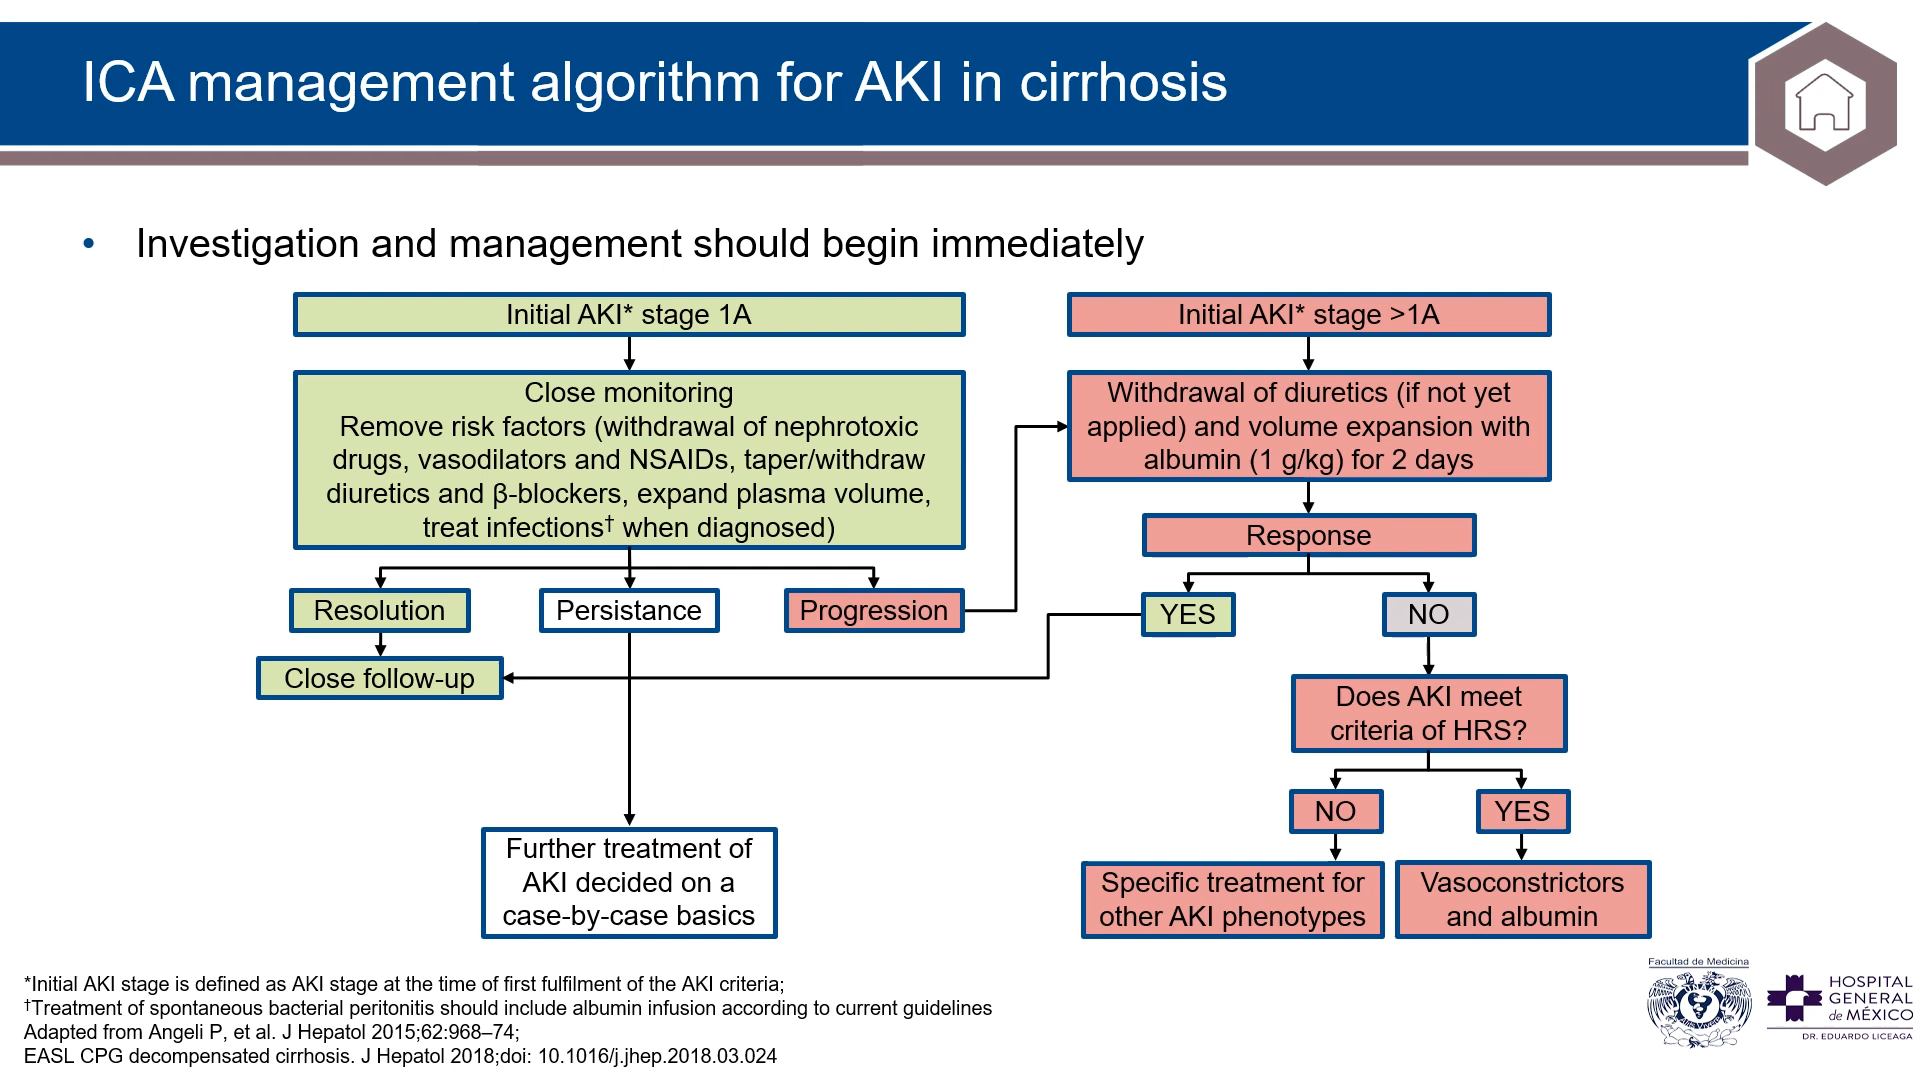 ICA management algorithm for AKI in cirrhosis
• Investigation and management should begin immediately
Initial AKI* stage 1A
Close monitoring
Remove risk factors (withdrawal of nephrotoxic
drugs, vasodilators and NSAIDs, taper/withdraw
diuretics and β-blockers, expand plasma volume,
treat infections† when diagnosed)
Resolution
Persistance
Progression
Close follow-up
Further treatment of
AKI decided on a
case-by-case basics
Initial AKI* stage >1A
Withdrawal of diuretics (if not yet
applied) and volume expansion with
albumin (1 g/kg) for 2 days
Response
YES
NO
Does AKI meet
criteria of HRS?
NO
YES
Specific treatment for
other AKI phenotypes
Vasoconstrictors
and albumin
*Initial AKI stage is defined as AKI stage at the time of first fulfilment of the AKI criteria;
†Treatment of spontaneous bacterial peritonitis should include albumin infusion according to current guidelines
Adapted from Angeli P, et al. J Hepatol 2015;62:968–74;
EASL CPG decompensated cirrhosis. J Hepatol 2018;doi: 10.1016/j.jhep.2018.03.024
Facultad de Medicina
HOSPITAL
GENERAL
de MÉXICO
DR. EDUARDO LICEAGA